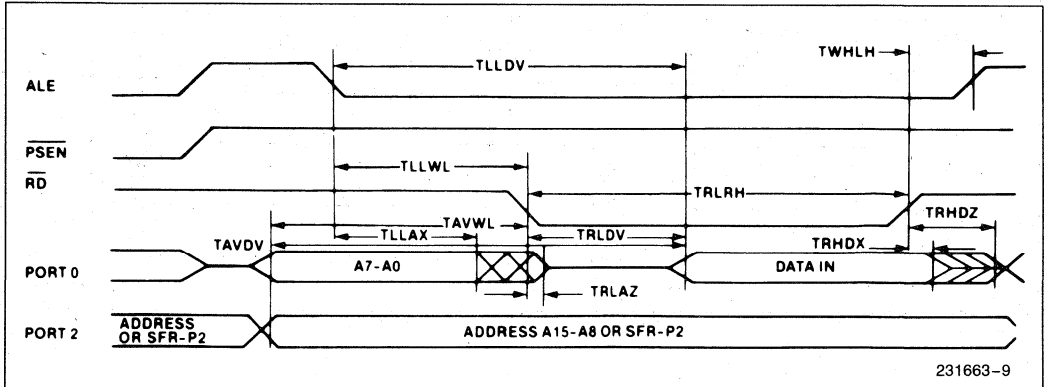 TWHLH
TLLDV
ALE
PSEN
TLLWL
RD
TRLRH
TAVWL
TRHDZ
TAVDV
TLLAX
TRLDV
TRHDX
PORT 0
A7-A0
DATA IN
TRLAZ
PORT 2
ADDRESS
OR SFR-P2
ADDRESS A15-A8 OR SFR-P2
231663-9